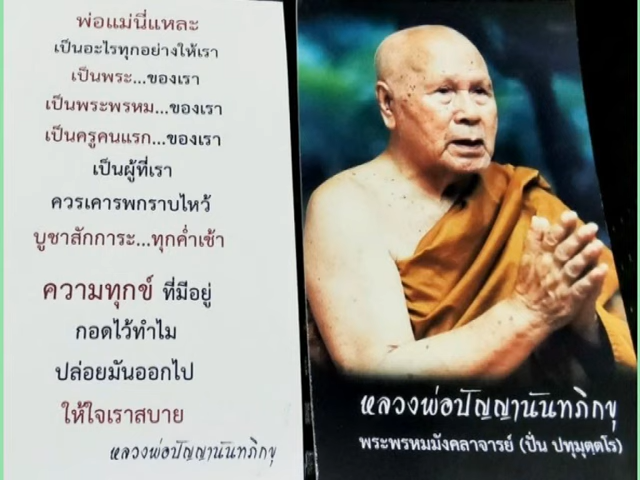 พ่อแม่นี่แหละ
เป็นอะไรทุกอย่างให้เรา
เป็นพระ...ของเรา
เป็นพระพรหม...ของเรา
เป็นครูคนแรก...ของเรา
เป็นผู้ที่เรา
ควรเคารพกราบไหว้
บูชาสักการะ...ทุกค่ำเช้า
ความทุกข์ ที่มีอยู่
กอดไว้ทำไม
ปล่อยมันออกไป
ให้ใจเราสบาย
หลวงพ่อปัญญานันทภิกขุ
หลวงพ่อปัญญานันทภิกขุ
พระพรหมมังคลาจารย์ (ปั่น ปทุมุตฺตโร)